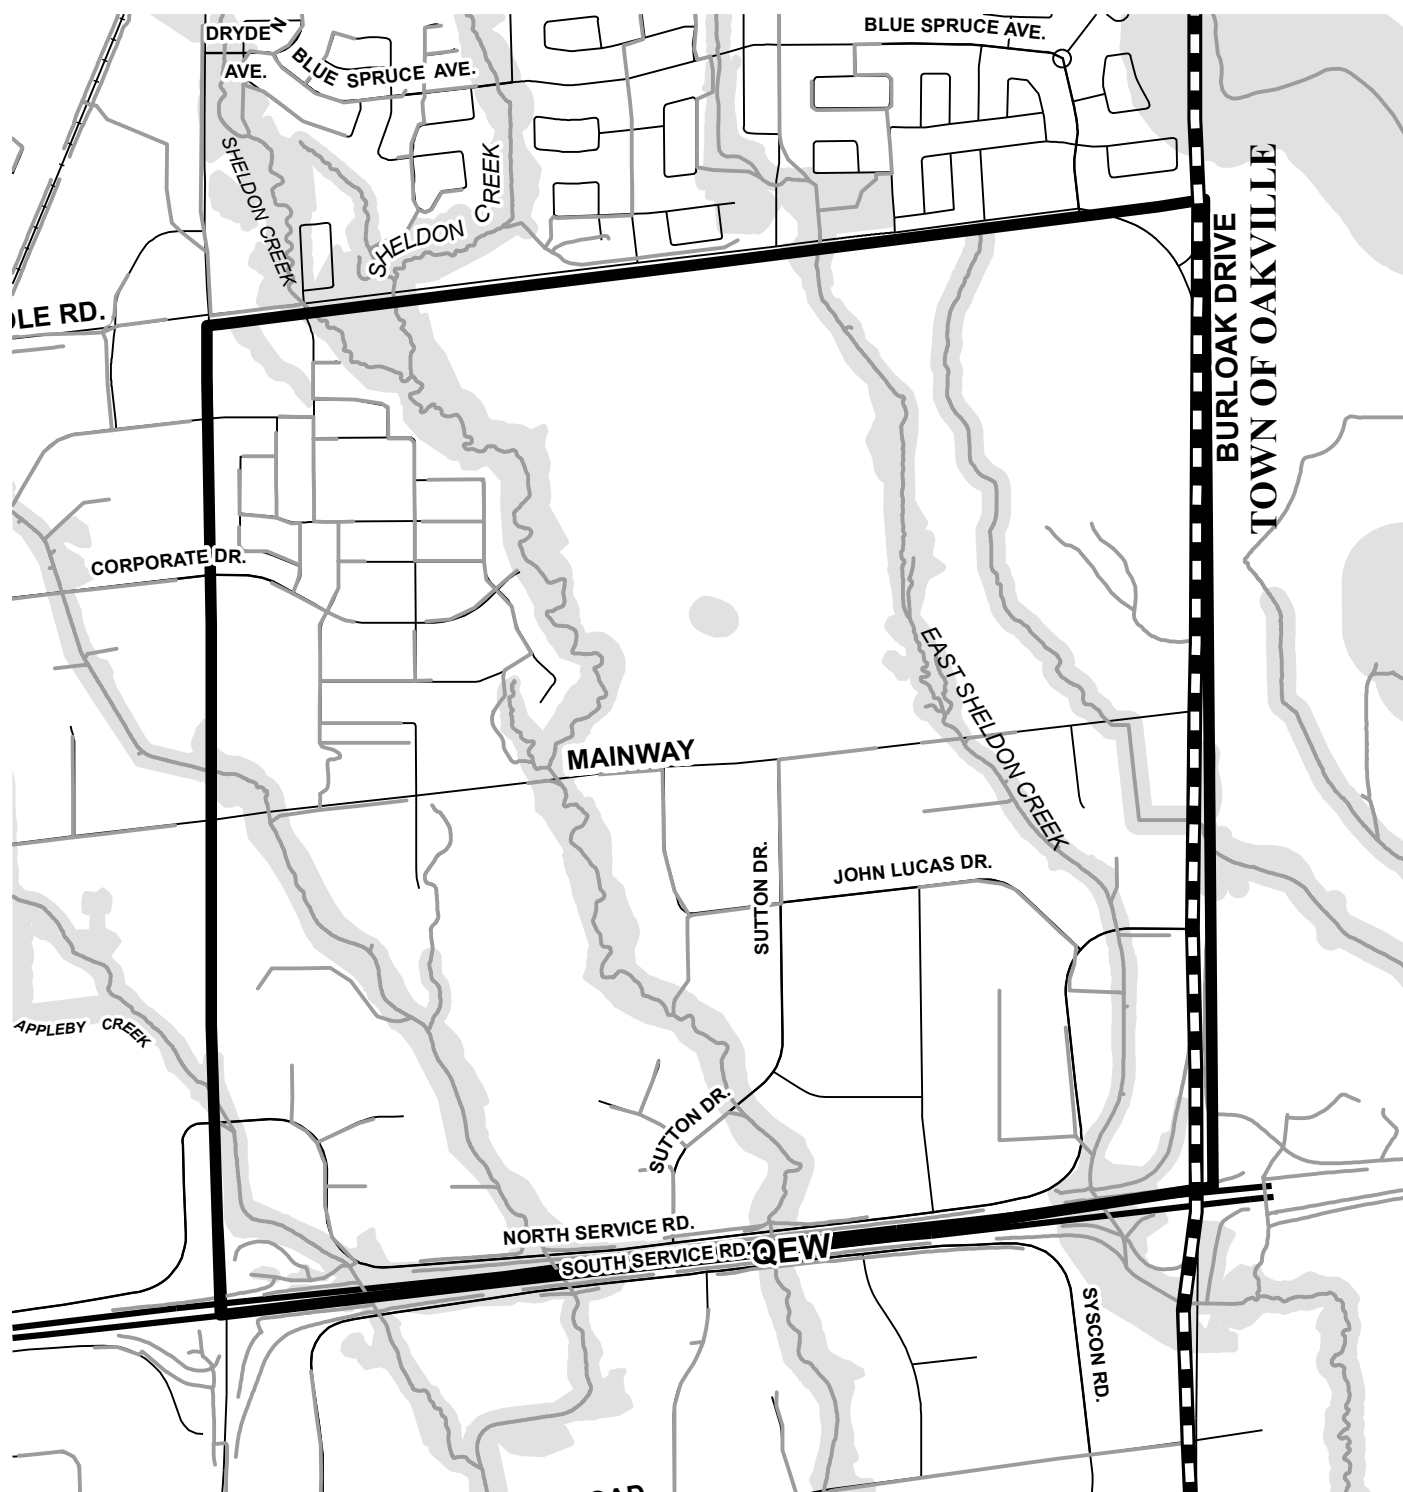 BLUE SPRUCE AVE.
DRYDE N
AVE.
BLUE SPRUCE AVE.
SHELDON CREEK
SHELDON CREEK
BURLOAK DRIVE
TOWN OF OAKVILLE
DLE RD.
CORPORATE DR.
EAST SHELDON CREEK
MAINWAY
SUTTON DR.
JOHN LUCAS DR.
APPLEBY CREEK
SUTTON DR.
NORTH SERVICE RD.
SOUTH SERVICE RD.
QEW
SYSCON RD.